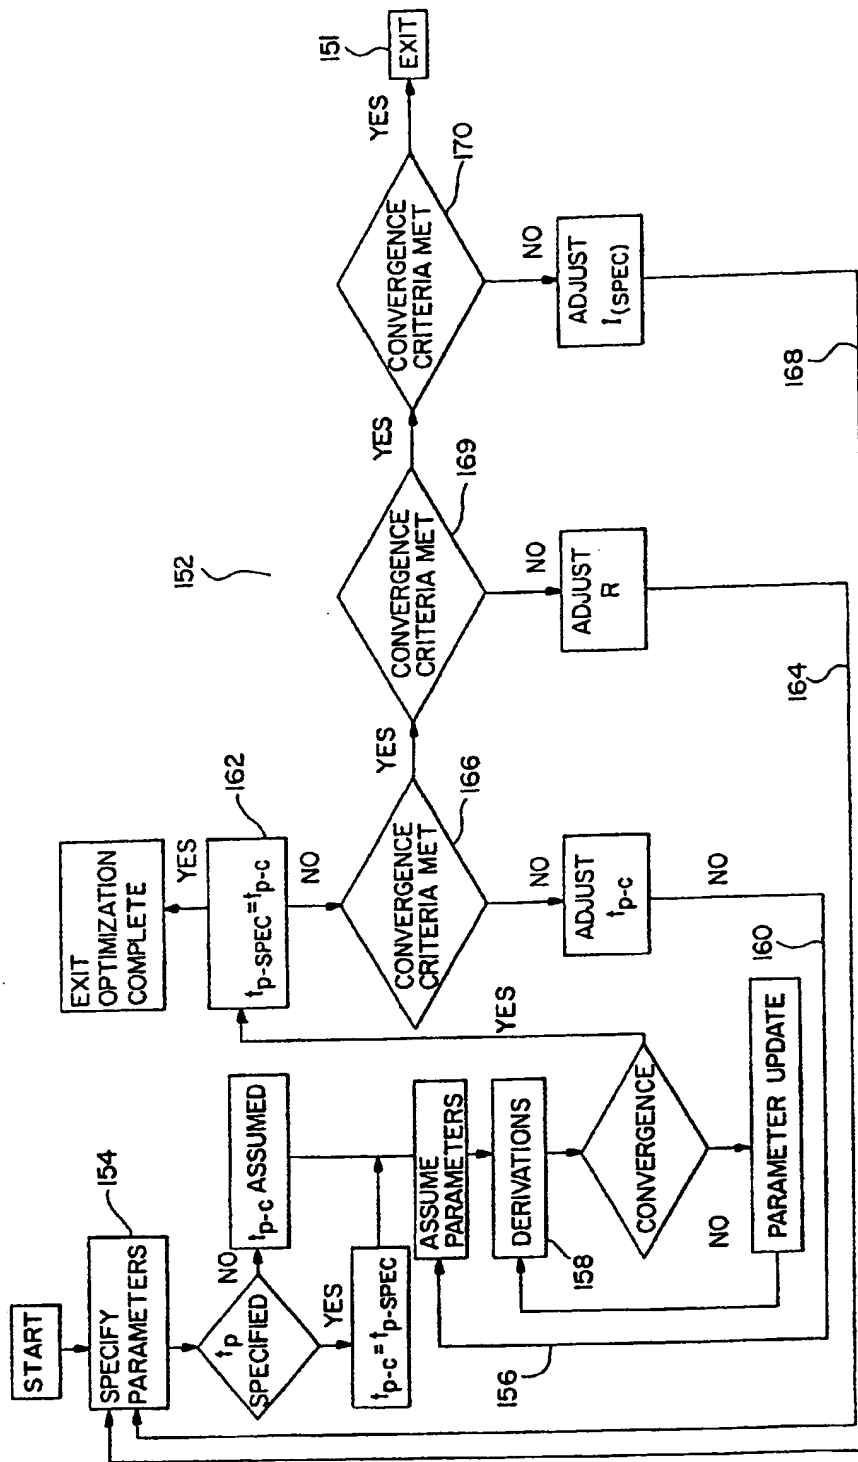 START
SPECIFY
PARAMETERS
154
tp
SPECIFIED
NO
tp-c ASSUMED
YES
tp-c = tp-SPEC
ASSUME
PARAMETERS
156
DERIVATIONS
158
CONVERGENCE
NO
PARAMETER UPDATE
YES
160
EXIT
OPTIMIZATION
COMPLETE
YES
tp-SPEC = tp-c
162
NO
CONVERGENCE
CRITERIA MET
166
NO
ADJUST
tp-c
NO
YES
152
CONVERGENCE
CRITERIA MET
169
NO
ADJUST
R
164
YES
CONVERGENCE
CRITERIA MET
170
NO
ADJUST
I(SPEC)
168
YES
EXIT
151